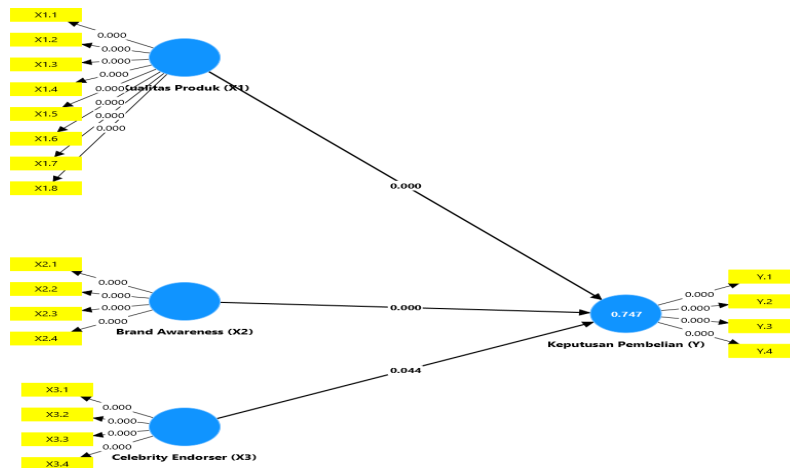 X1.1
0.000
X1.2
0.000
X1.3
0.000
X1.4
0.000
X1.5
0.000
X1.6
0.000
X1.7
0.000
X1.8
0.000
Kualitas Produk (X1)
0.000
X2.1
0.000
X2.2
0.000
X2.3
0.000
X2.4
0.000
Brand Awareness (X2)
0.000
X3.1
0.000
X3.2
0.000
X3.3
0.000
X3.4
0.000
Celebrity Endorser (X3)
0.044
0.747
Keputusan Pembelian (Y)
0.000
Y.1
0.000
Y.2
0.000
Y.3
0.000
Y.4